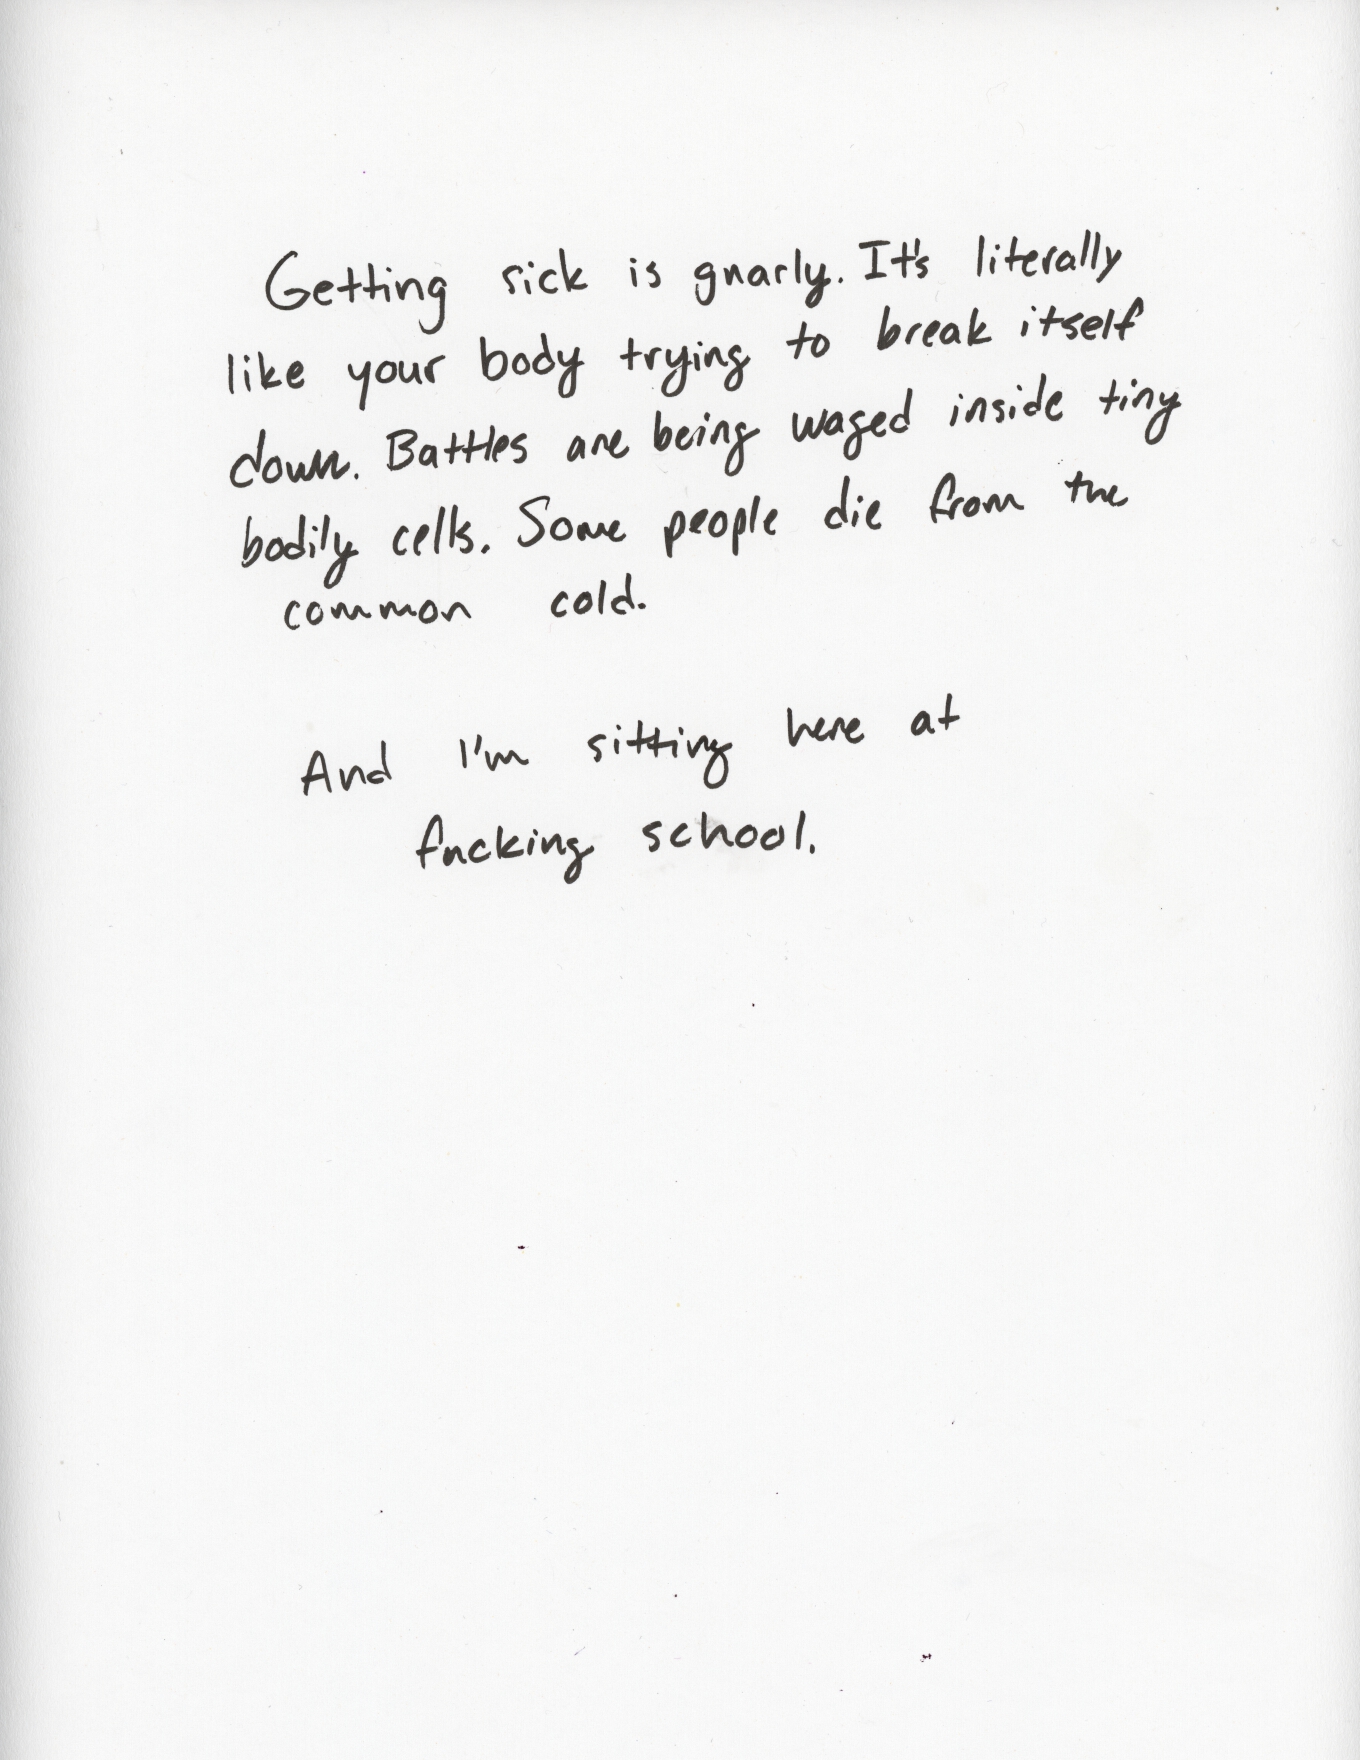 Getting sick is gnarly. It's literally
like your body trying to break itself
down. Battles are being waged inside tiny
bodily cells. Some people die from the
common cold.
And I'm sitting here at
fucking school.